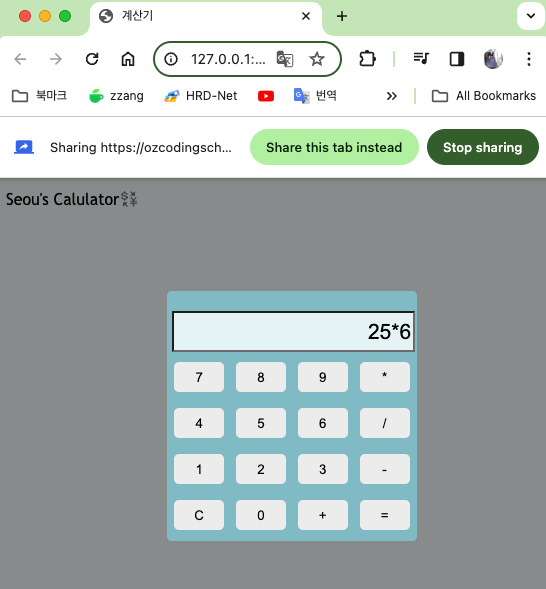 계산기
127.0.0.1:...
북마크 zzang HRD-Net 번역 » All Bookmarks
Sharing https://ozcodingsch... Share this tab instead Stop sharing
Seou's Calulator
25*6
7 8 9 *
4 5 6 /
1 2 3 -
C 0 + =